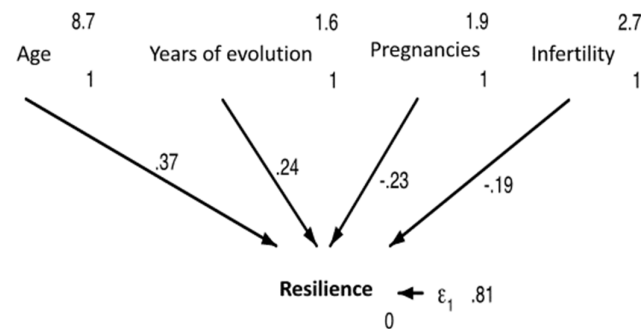 8.7 1.6 1.9 2.7
Age Years of evolution Pregnancies Infertility
1 1 1 1
.37 .24 -.23 -.19
Resilience ε1 .81
0